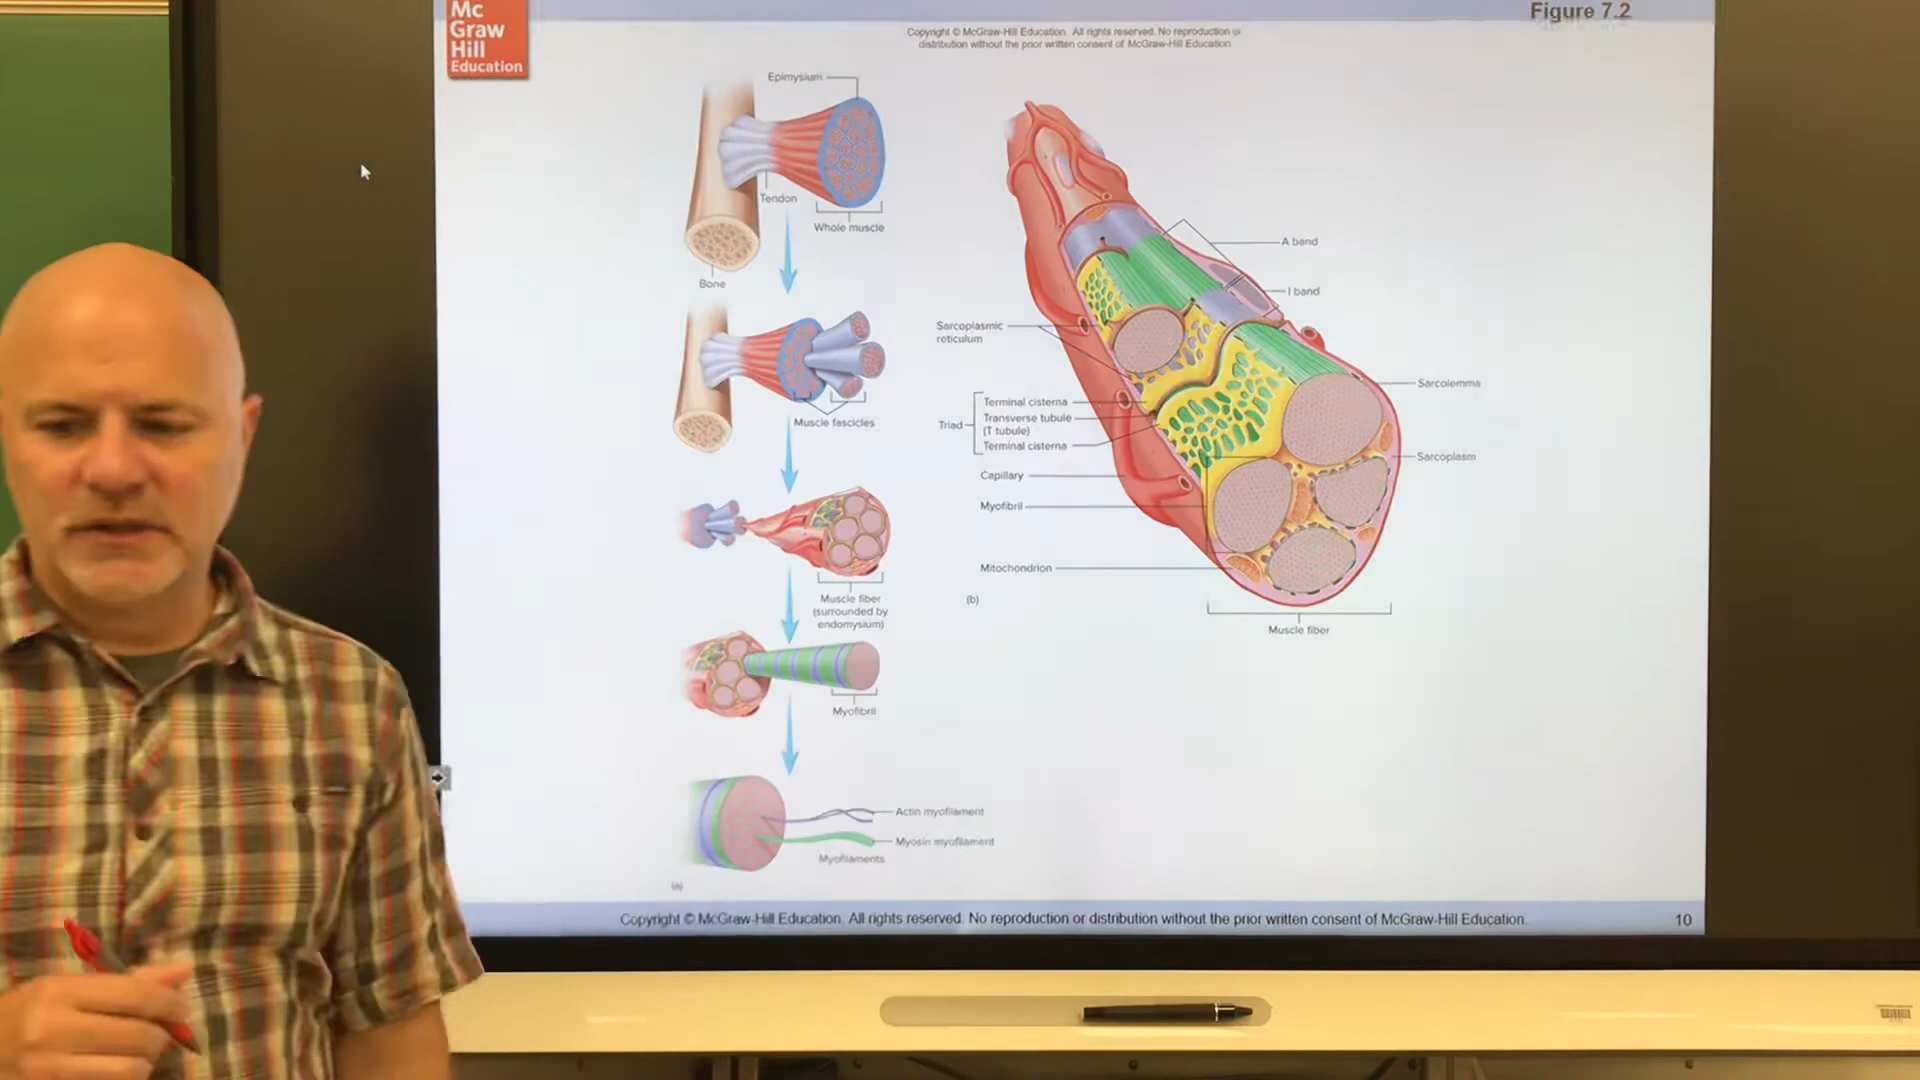 Mc
Graw
Hill
Education
Figure 7.2
Copyright © McGraw-Hill Education. All rights reserved. No reproduction or
distribution without the prior written consent of McGraw-Hill Education.
Epimysium
Tendon
Whole muscle
Bone
Muscle fascicles
Muscle fiber
(surrounded by
endomysium)
Myofibril
Actin myofilament
Myosin myofilament
Myofilaments
(a)
A band
I band
Sarcoplasmic
reticulum
Sarcolemma
Triad
Terminal cisterna
Transverse tubule
(T tubule)
Terminal cisterna
Sarcoplasm
Capillary
Myofibril
Mitochondrion
(b)
Muscle fiber
Copyright © McGraw-Hill Education. All rights reserved. No reproduction or distribution without the prior written consent of McGraw-Hill Education.
10